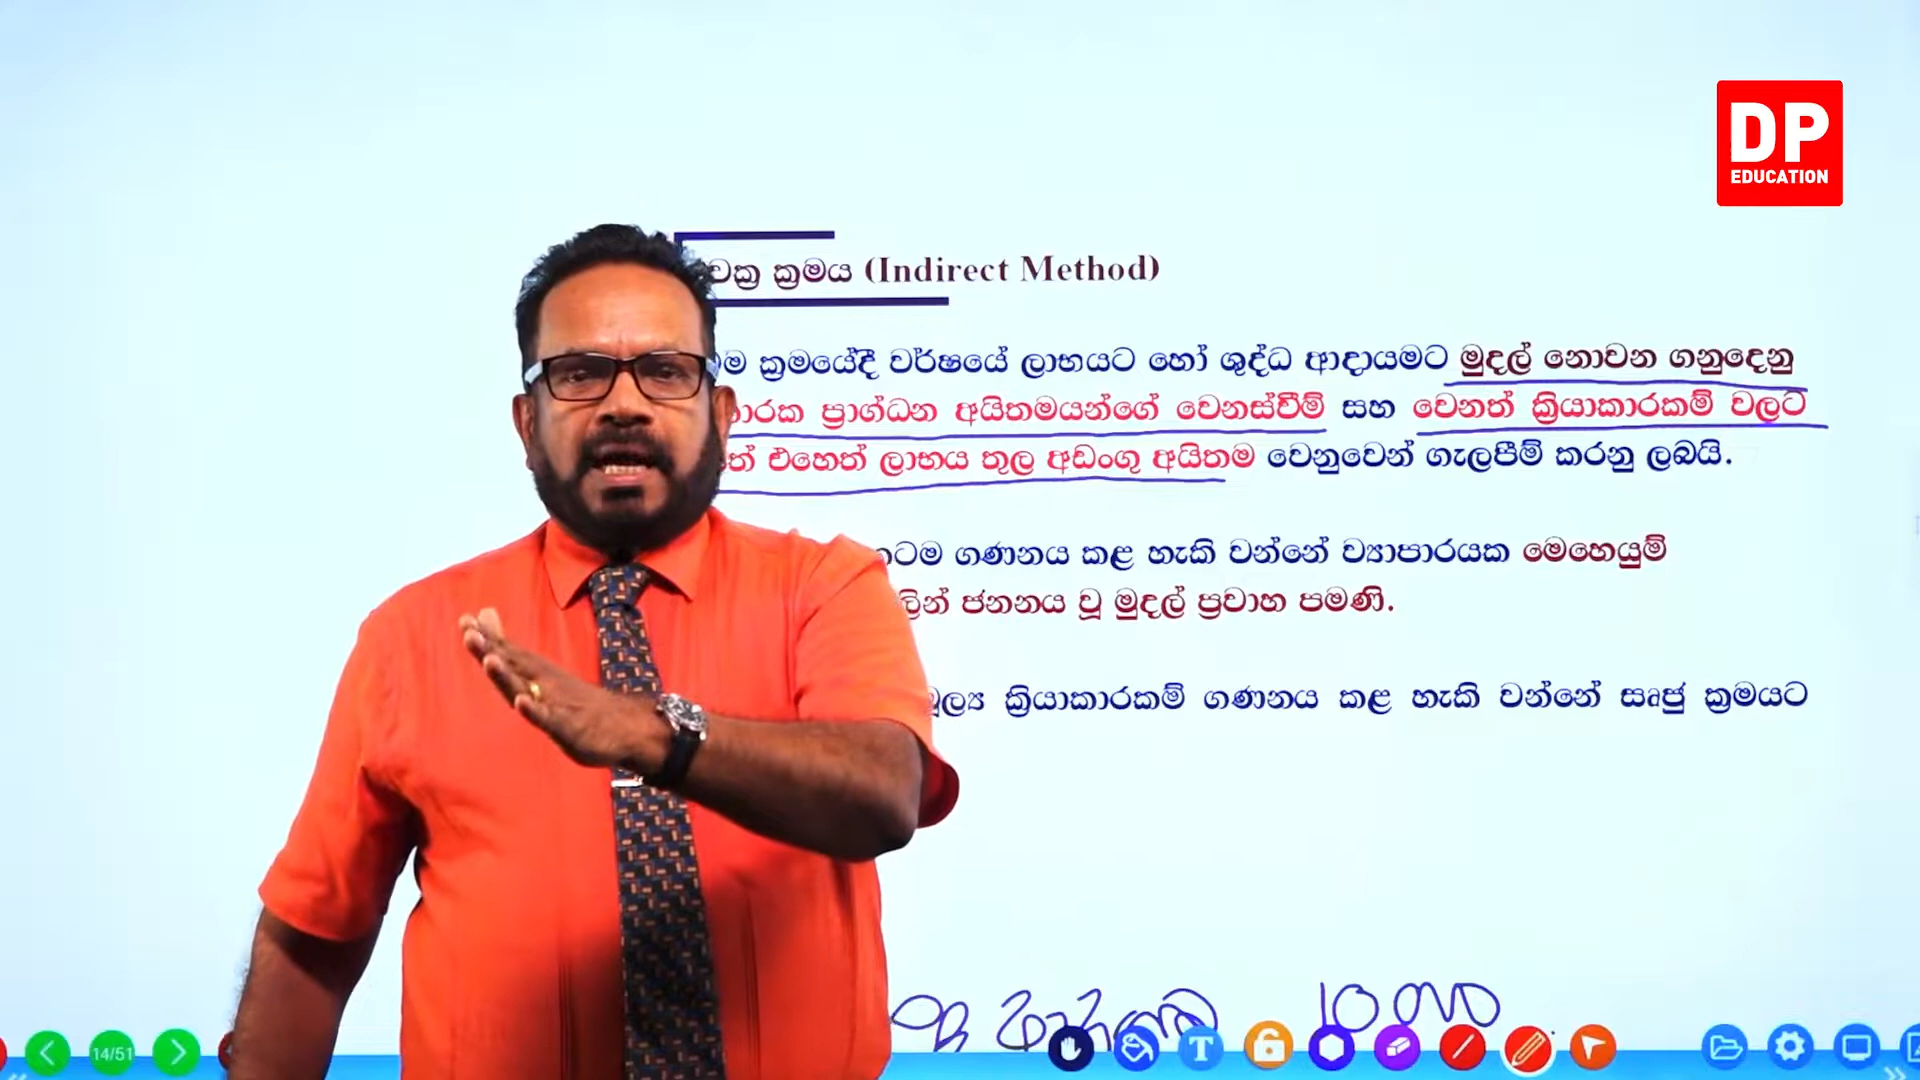 DP
EDUCATION
වක්‍ර ක්‍රමය (Indirect Method)
ක්‍රමයේදී වර්ෂයේ ලාභයට හෝ ශුද්ධ ආදායමට මුදල් නොවන ගනුදෙනු
ප්‍රාග්ධන අයිතමයන්ගේ වෙනස්වීම් සහ වෙනත් ක්‍රියාකාරකම් වලට
එහෙත් ලාභය තුල අඩංගු අයිතම වෙනුවෙන් ගැලපීම් කරනු ලබයි.
ගණනය කළ හැකි වන්නේ ව්‍යාපාරයක මෙහෙයුම්
ජනනය වූ මුදල් ප්‍රවාහ පමණි.
ක්‍රියාකාරකම් ගණනය කළ හැකි වන්නේ සෘජු ක්‍රමයට
14/51